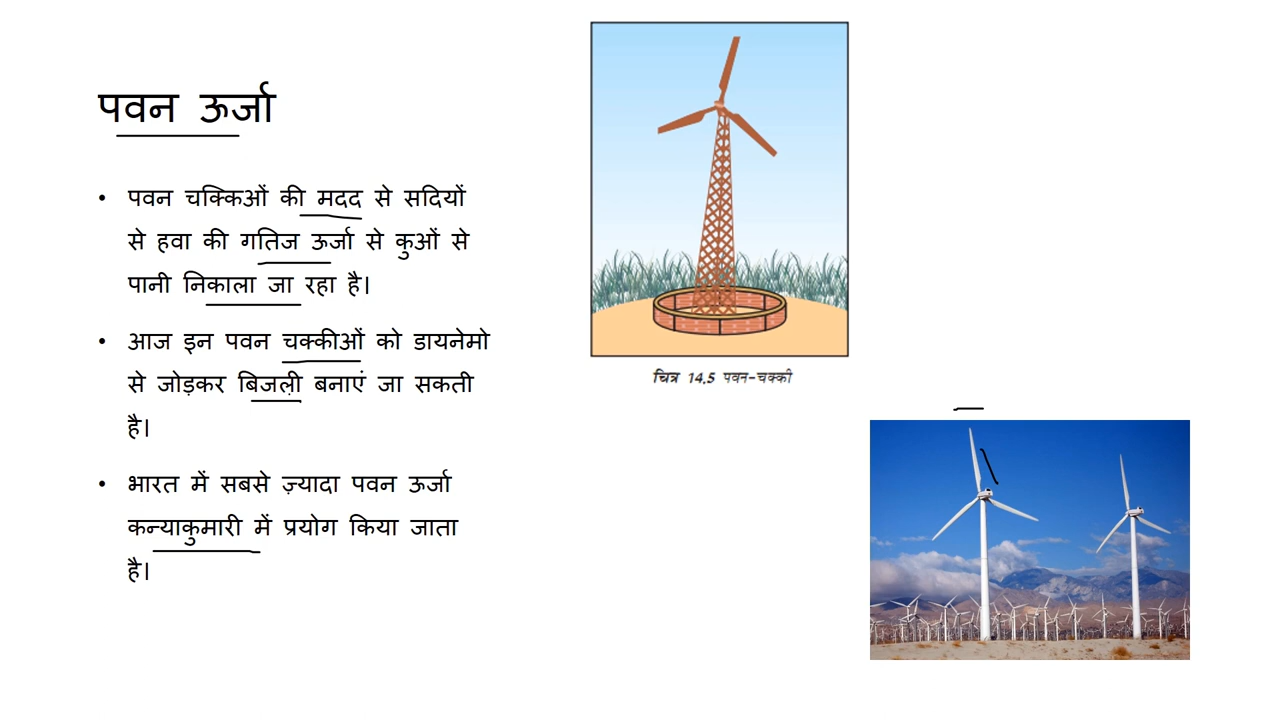 पवन ऊर्जा
• पवन चक्किओं की मदद से सदियों
से हवा की गतिज ऊर्जा से कुओं से
पानी निकाला जा रहा है।
• आज इन पवन चक्कीओं को डायनेमो
से जोड़कर बिजली बनाएं जा सकती
है।
• भारत में सबसे ज़्यादा पवन ऊर्जा
कन्याकुमारी में प्रयोग किया जाता
है।
चित्र 14.5 पवन-चक्की